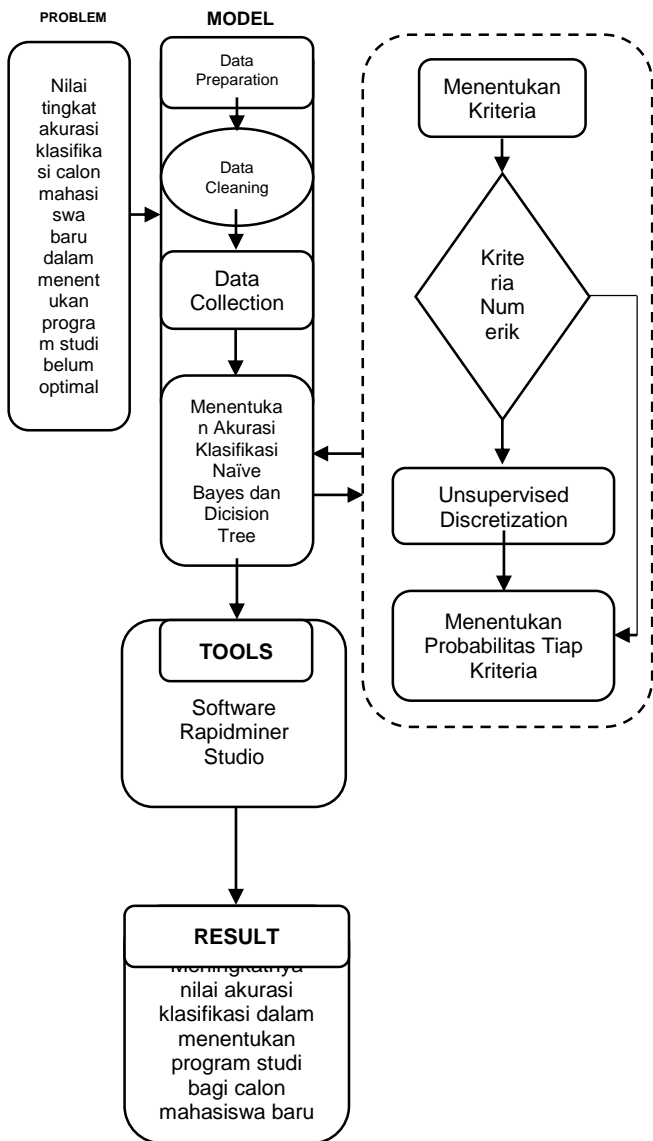 PROBLEM
Nilai
tingkat
akurasi
klasifika
si calon
mahasi
swa
baru
dalam
menent
ukan
progra
m studi
belum
optimal
MODEL
Data
Preparation
Data
Cleaning
Data
Collection
Menentuka
n Akurasi
Klasifikasi
Naïve
Bayes dan
Dicision
Tree
Menentukan
Kriteria
Krite
ria
Num
erik
Unsupervised
Discretization
Menentukan
Probabilitas Tiap
Kriteria
TOOLS
Software
Rapidminer
Studio
RESULT
Meningkatnya
nilai akurasi
klasifikasi dalam
menentukan
program studi
bagi calon
mahasiswa baru